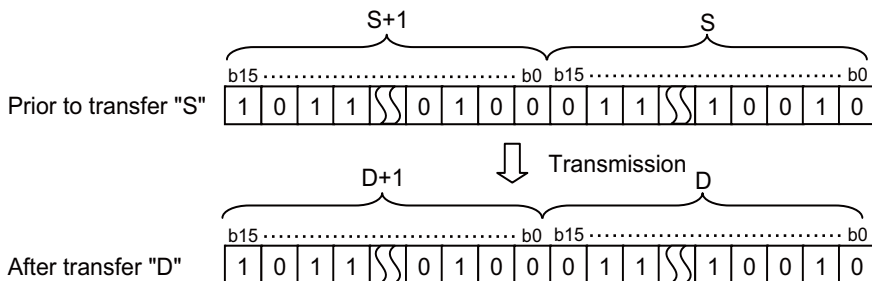 S+1 S
b15 .................................... b0 b15 .................................... b0
Prior to transfer "S" 1 0 1 1 0 1 0 0 0 1 1 1 0 0 1 0
Transmission
D+1 D
b15 .................................... b0 b15 .................................... b0
After transfer "D" 1 0 1 1 0 1 0 0 0 1 1 1 0 0 1 0